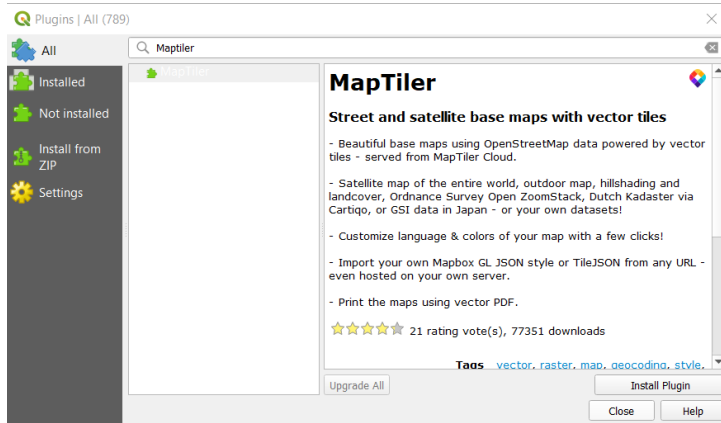 Plugins | All (789)
All
Installed
Not installed
Install from
ZIP
Settings
Maptiler
MapTiler
MapTiler
Street and satellite base maps with vector tiles
- Beautiful base maps using OpenStreetMap data powered by vector
tiles - served from MapTiler Cloud.
- Satellite map of the entire world, outdoor map, hillshading and
landcover, Ordnance Survey Open ZoomStack, Dutch Kadaster via
Cartiqo, or GSI data in Japan - or your own datasets!
- Customize language & colors of your map with a few clicks!
- Import your own Mapbox GL JSON style or TileJSON from any URL -
even hosted on your own server.
- Print the maps using vector PDF.
21 rating vote(s), 77351 downloads
Tags vector, raster, map, geocoding, style,
Upgrade All
Install Plugin
Close
Help